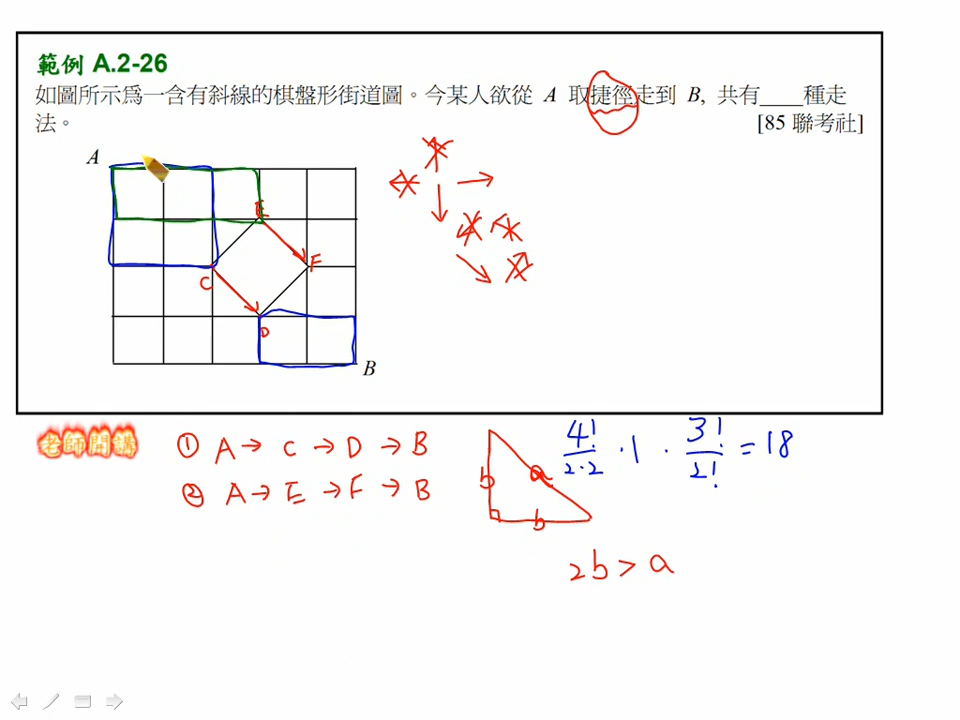 範例 A.2-26
如圖所示為一含有斜線的棋盤形街道圖。今某人欲從 A 取捷徑走到 B, 共有____種走
法。 [85 聯考社]
A
E
F
C
D
B
老師開講
① A → C → D → B
② A → E → F → B
b a
b
4!/2·2 · 1 · 3!/2! = 18
2b > a